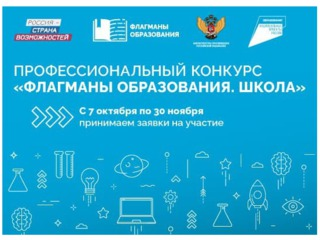 РОССИЯ –
СТРАНА
ВОЗМОЖНОСТЕЙ
ФЛАГМАНЫ
ОБРАЗОВАНИЯ
ПРОФЕССИОНАЛЬНЫЙ КОНКУРС
«ФЛАГМАНЫ ОБРАЗОВАНИЯ. ШКОЛА»
С 7 октября по 30 ноября
принимаем заявки на участие